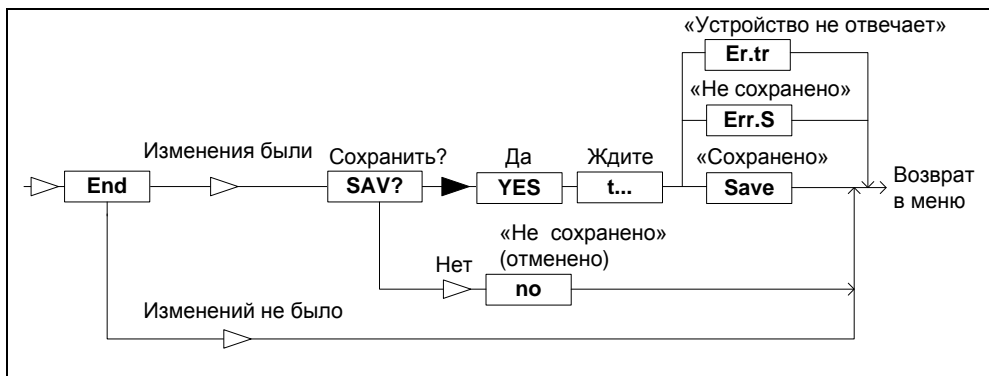 «Устройство не отвечает»
Er.tr
«Не сохранено»
Err.S
Изменения были
Сохранить?
Да
Ждите
«Сохранено»
End
SAV?
YES
t...
Save
Возврат
в меню
«Не сохранено»
(отменено)
Нет
no
Изменений не было